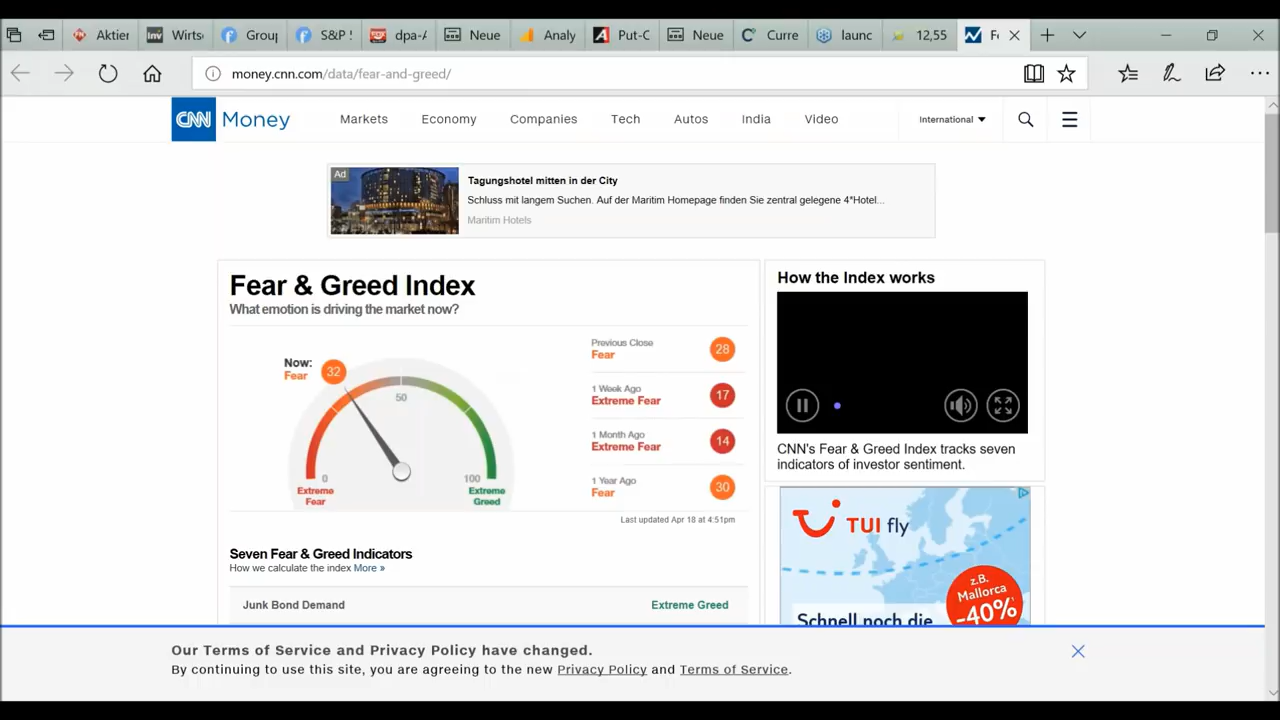 Aktier
Inv Wirts
Grou
S&P
dpa-A
Neue
Analy
A Put-C
Neue
Curre
launc
12,55
Fe
money.cnn.com/data/fear-and-greed/
CNN Money
Markets
Economy
Companies
Tech
Autos
India
Video
International
Ad
Tagungshotel mitten in der City
Schluss mit langem Suchen. Auf der Maritim Homepage finden Sie zentral gelegene 4*Hotel...
Maritim Hotels
Fear & Greed Index
What emotion is driving the market now?
Now:
Fear
32
50
0
100
Extreme
Fear
Extreme
Greed
Previous Close
Fear
28
1 Week Ago
Extreme Fear
17
1 Month Ago
Extreme Fear
14
1 Year Ago
Fear
30
Last updated Apr 18 at 4:51pm
Seven Fear & Greed Indicators
How we calculate the index More »
Junk Bond Demand
Extreme Greed
How the Index works
CNN's Fear & Greed Index tracks seven
indicators of investor sentiment.
TUI fly
z.B.
Mallorca
-40%
Schnell noch die
Our Terms of Service and Privacy Policy have changed.
By continuing to use this site, you are agreeing to the new Privacy Policy and Terms of Service.